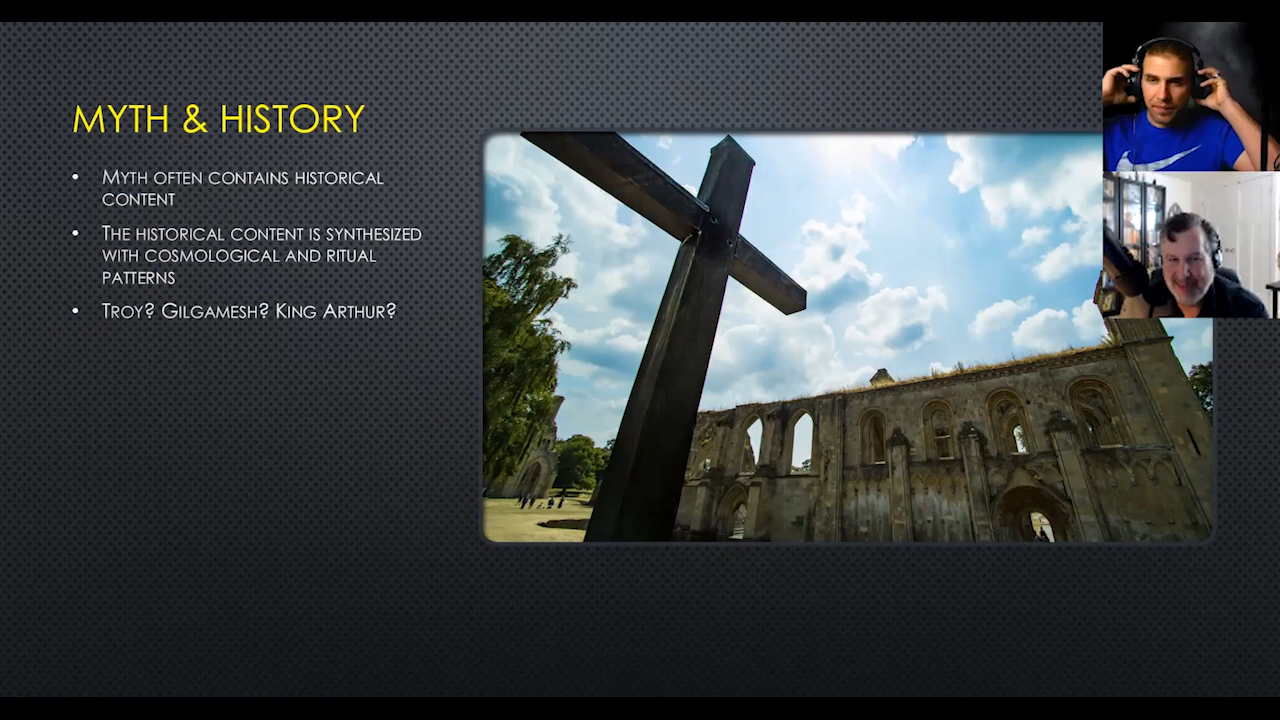 MYTH & HISTORY
• MYTH OFTEN CONTAINS HISTORICAL
CONTENT
• THE HISTORICAL CONTENT IS SYNTHESIZED
WITH COSMOLOGICAL AND RITUAL
PATTERNS
• TROY? GILGAMESH? KING ARTHUR?